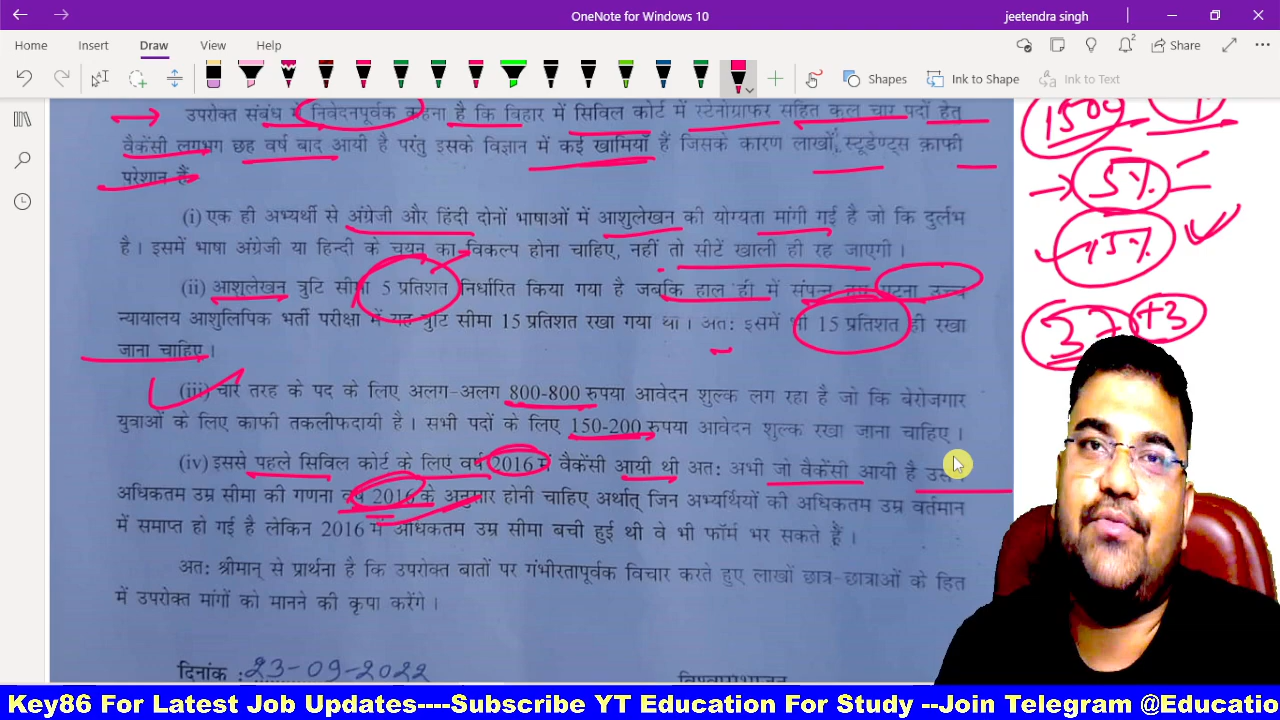 OneNote for Windows 10
jeetendra singh
Home Insert Draw View Help
Share
Shapes
Ink to Shape
Ink to Text
उपरोक्त संबंध में निवेदनपूर्वक कहना है कि बिहार में सिविल कोर्ट में स्टेनोग्राफर सहित कुल चार पदों हेतु
वैकेंसी लगभग छह वर्ष बाद आयी है परंतु इसके विज्ञान में कई खामियाँ हैं जिसके कारण लाखों स्टूडेण्ट्स क़ाफी
परेशान हैं
(i) एक ही अभ्यर्थी से अंग्रेजी और हिंदी दोनों भाषाओं में आशुलेखन की योग्यता मांगी गई है जो कि दुर्लभ
है। इसमें भाषा अंग्रेजी या हिन्दी के चयन का विकल्प होना चाहिए, नहीं तो सीटें खाली ही रह जाएगी।
(ii) आशुलेखन त्रुटि सीमा 5 प्रतिशत निर्धारित किया गया है जबकि हाल ही में संपन्न पटना उच्च
न्यायालय आशुलिपिक भर्ती परीक्षा में यह त्रुटि सीमा 15 प्रतिशत रखा गया था। अत: इसमें भी 15 प्रतिशत ही रखा
जाना चाहिए।
(iii) चार तरह के पद के लिए अलग-अलग 800-800 रुपया आवेदन शुल्क लग रहा है जो कि बेरोजगार
युवाओं के लिए काफी तकलीफदायी है। सभी पदों के लिए 150-200 रुपया आवेदन शुल्क रखा जाना चाहिए।
(iv) इससे पहले सिविल कोर्ट के लिए वर्ष 2016 में वैकेंसी आयी थी अत: अभी जो वैकेंसी आयी है
अधिकतम उम्र सीमा की गणना वर्ष 2016 के अनुसार होनी चाहिए अर्थात् जिन अभ्यर्थियों की अधिकतम उम्र वर्तमान
में समाप्त हो गई है लेकिन 2016 में अधिकतम उम्र सीमा बची हुई थी वे भी फॉर्म भर सकते हैं।
अत: श्रीमान् से प्रार्थना है कि उपरोक्त बातों पर गंभीरतापूर्वक विचार करते हुए लाखों छात्र-छात्राओं के हित
में उपरोक्त मांगों को मानने की कृपा करेंगे।
दिनांक : 23-09-2022
5%
15%
37 +3
Key86 For Latest Job Updates----Subscribe YT Education For Study --Join Telegram @Educatio